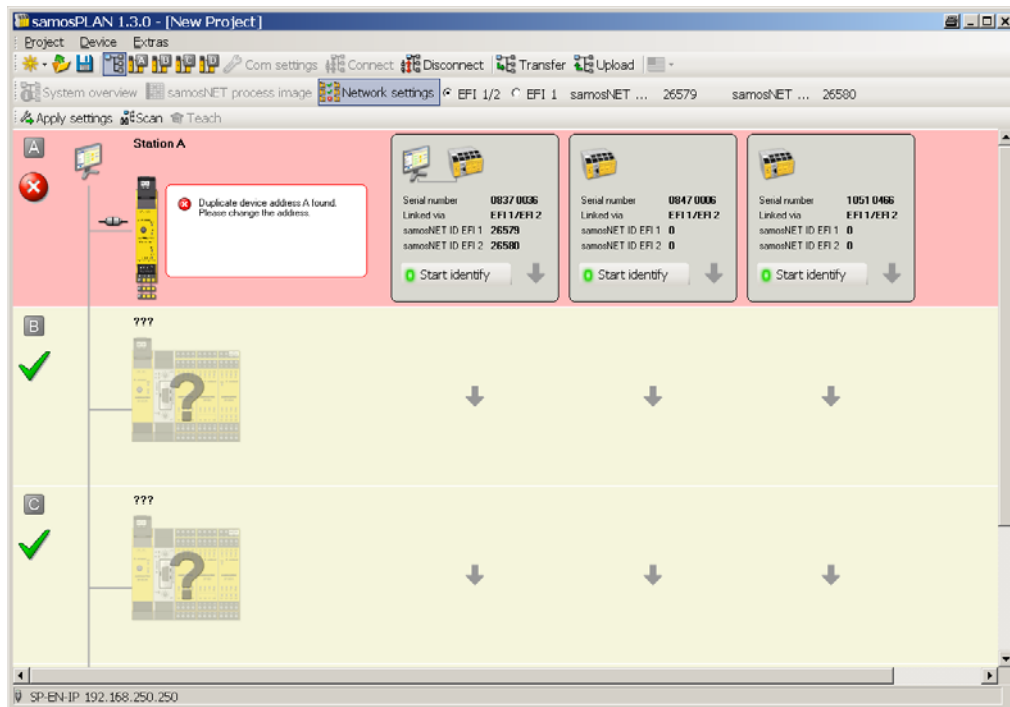 samosPLAN 1.3.0 - [New Project]
Project Device Extras
Com settings Connect Disconnect Transfer Upload
System overview samosNET process image Network settings EFI 1/2 EFI 1 samosNET ... 26579 samosNET ... 26580
Apply settings Scan Teach
A Station A
Duplicate device address A found.
Please change the address.
Serial number 0837 0036
Linked via EFI 1/EFI 2
samosNET ID EFI 1 26579
samosNET ID EFI 2 26580
Start identify
Serial number 0847 0006
Linked via EFI 1/EFI 2
samosNET ID EFI 1 0
samosNET ID EFI 2 0
Start identify
Serial number 1051 0466
Linked via EFI 1/EFI 2
samosNET ID EFI 1 0
samosNET ID EFI 2 0
Start identify
B ???
?
C ???
?
SP-EN-IP 192.168.250.250